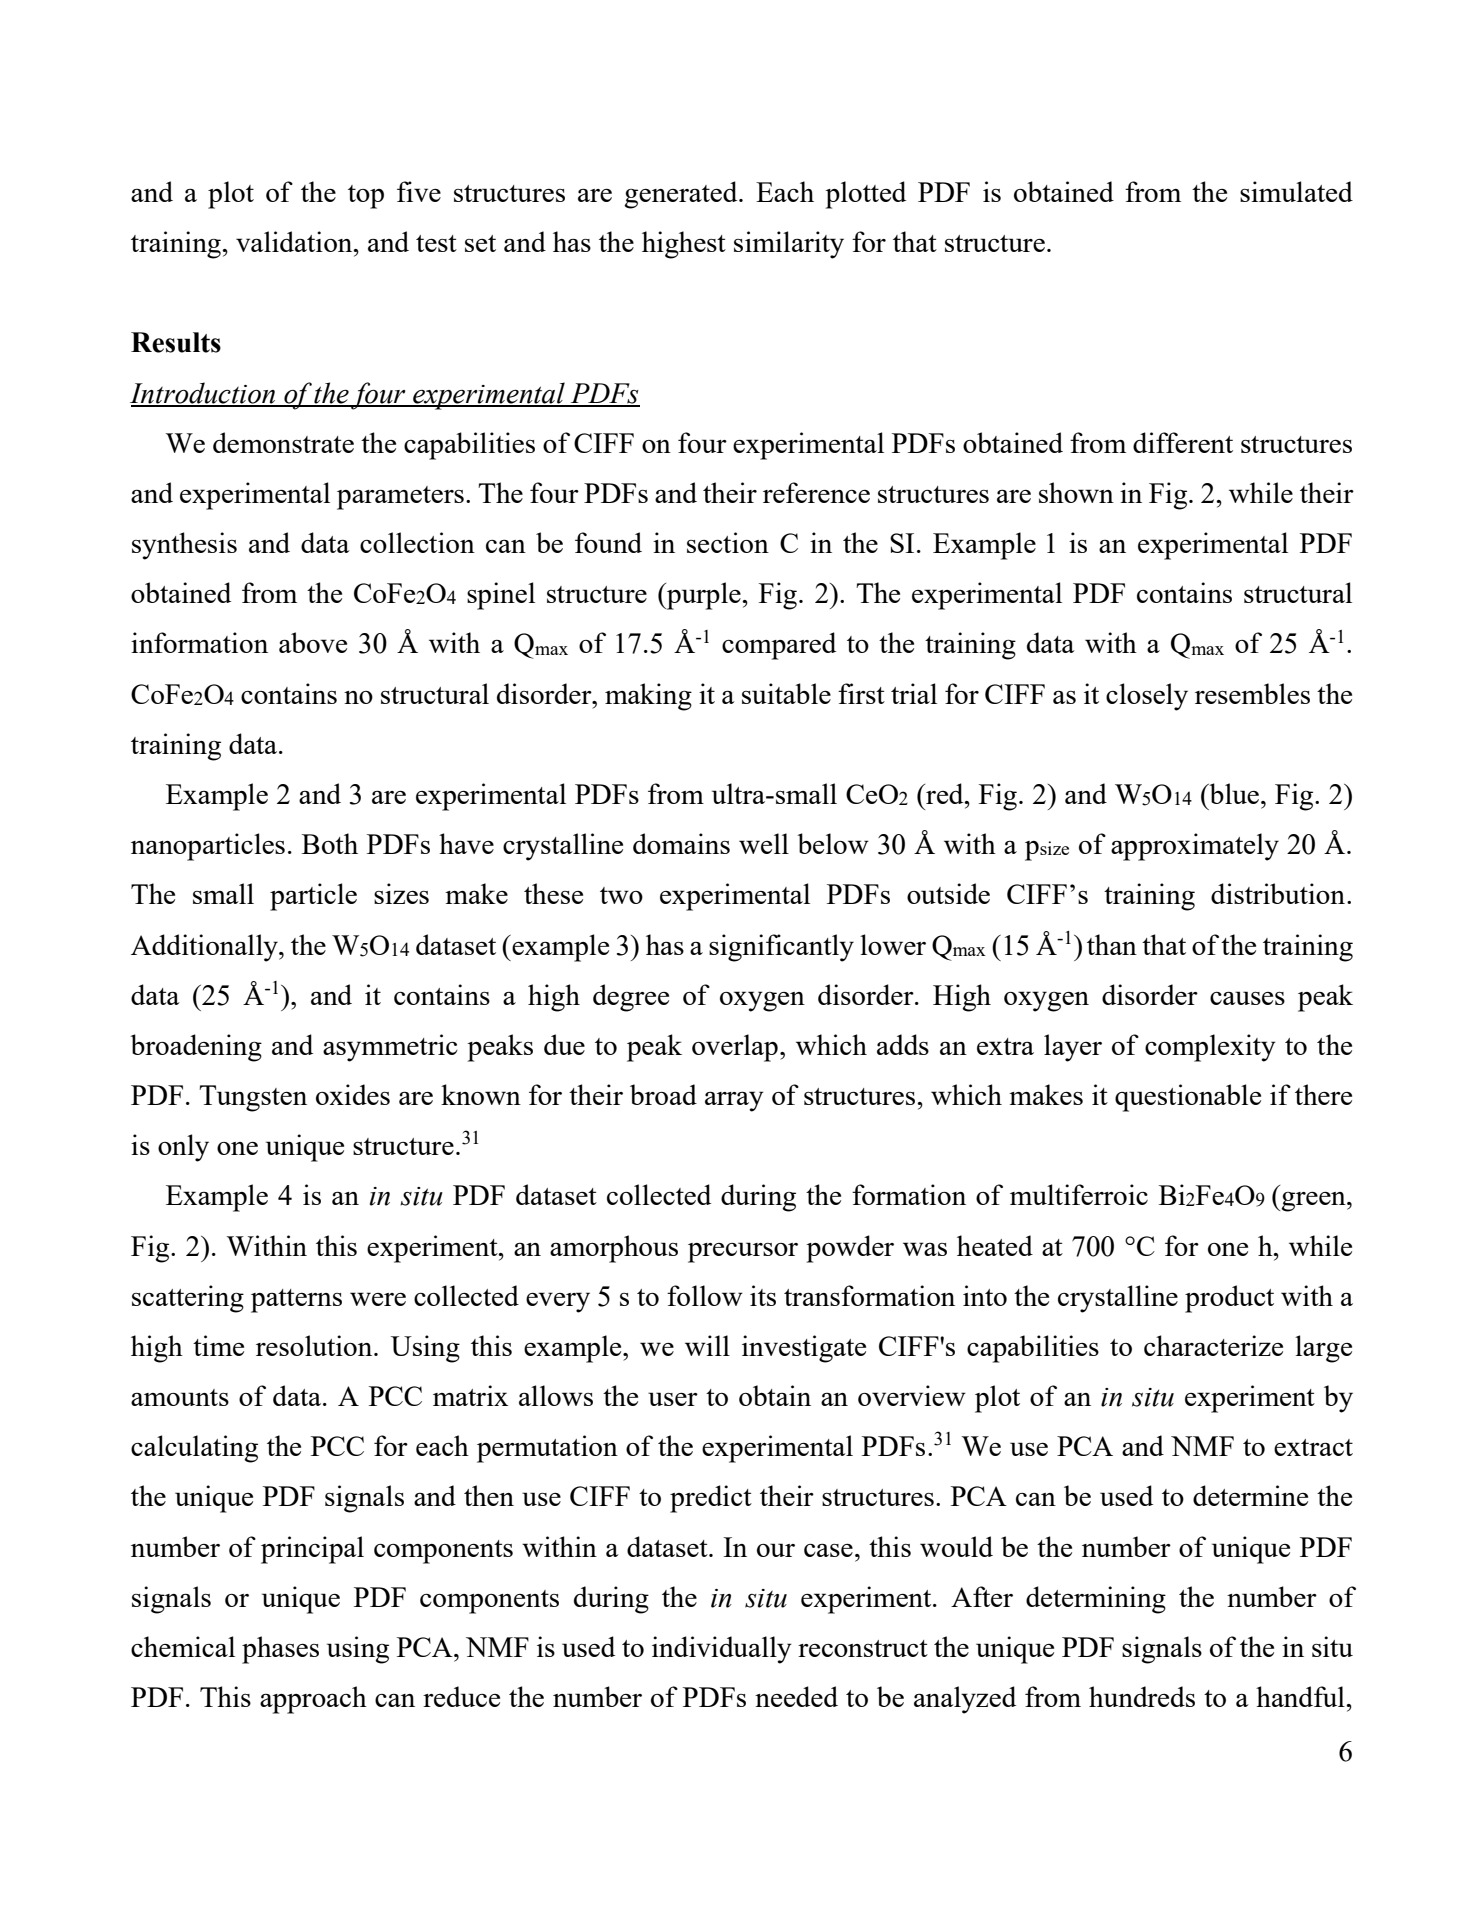 and a plot of the top five structures are generated. Each plotted PDF is obtained from the simulated
training, validation, and test set and has the highest similarity for that structure.
Results
Introduction of the four experimental PDFs
We demonstrate the capabilities of CIFF on four experimental PDFs obtained from different structures
and experimental parameters. The four PDFs and their reference structures are shown in Fig. 2, while their
synthesis and data collection can be found in section C in the SI. Example 1 is an experimental PDF
obtained from the CoFe₂O₄ spinel structure (purple, Fig. 2). The experimental PDF contains structural
information above 30 Å with a Qmax of 17.5 Å⁻¹ compared to the training data with a Qmax of 25 Å⁻¹.
CoFe₂O₄ contains no structural disorder, making it a suitable first trial for CIFF as it closely resembles the
training data.
Example 2 and 3 are experimental PDFs from ultra-small CeO₂ (red, Fig. 2) and W₅O₁₄ (blue, Fig. 2)
nanoparticles. Both PDFs have crystalline domains well below 30 Å with a psize of approximately 20 Å.
The small particle sizes make these two experimental PDFs outside CIFF’s training distribution.
Additionally, the W₅O₁₄ dataset (example 3) has a significantly lower Qmax (15 Å⁻¹) than that of the training
data (25 Å⁻¹), and it contains a high degree of oxygen disorder. High oxygen disorder causes peak
broadening and asymmetric peaks due to peak overlap, which adds an extra layer of complexity to the
PDF. Tungsten oxides are known for their broad array of structures, which makes it questionable if there
is only one unique structure.³¹
Example 4 is an in situ PDF dataset collected during the formation of multiferroic Bi₂Fe₄O₉ (green,
Fig. 2). Within this experiment, an amorphous precursor powder was heated at 700 °C for one h, while
scattering patterns were collected every 5 s to follow its transformation into the crystalline product with a
high time resolution. Using this example, we will investigate CIFF's capabilities to characterize large
amounts of data. A PCC matrix allows the user to obtain an overview plot of an in situ experiment by
calculating the PCC for each permutation of the experimental PDFs.³¹ We use PCA and NMF to extract
the unique PDF signals and then use CIFF to predict their structures. PCA can be used to determine the
number of principal components within a dataset. In our case, this would be the number of unique PDF
signals or unique PDF components during the in situ experiment. After determining the number of
chemical phases using PCA, NMF is used to individually reconstruct the unique PDF signals of the in situ
PDF. This approach can reduce the number of PDFs needed to be analyzed from hundreds to a handful,
6